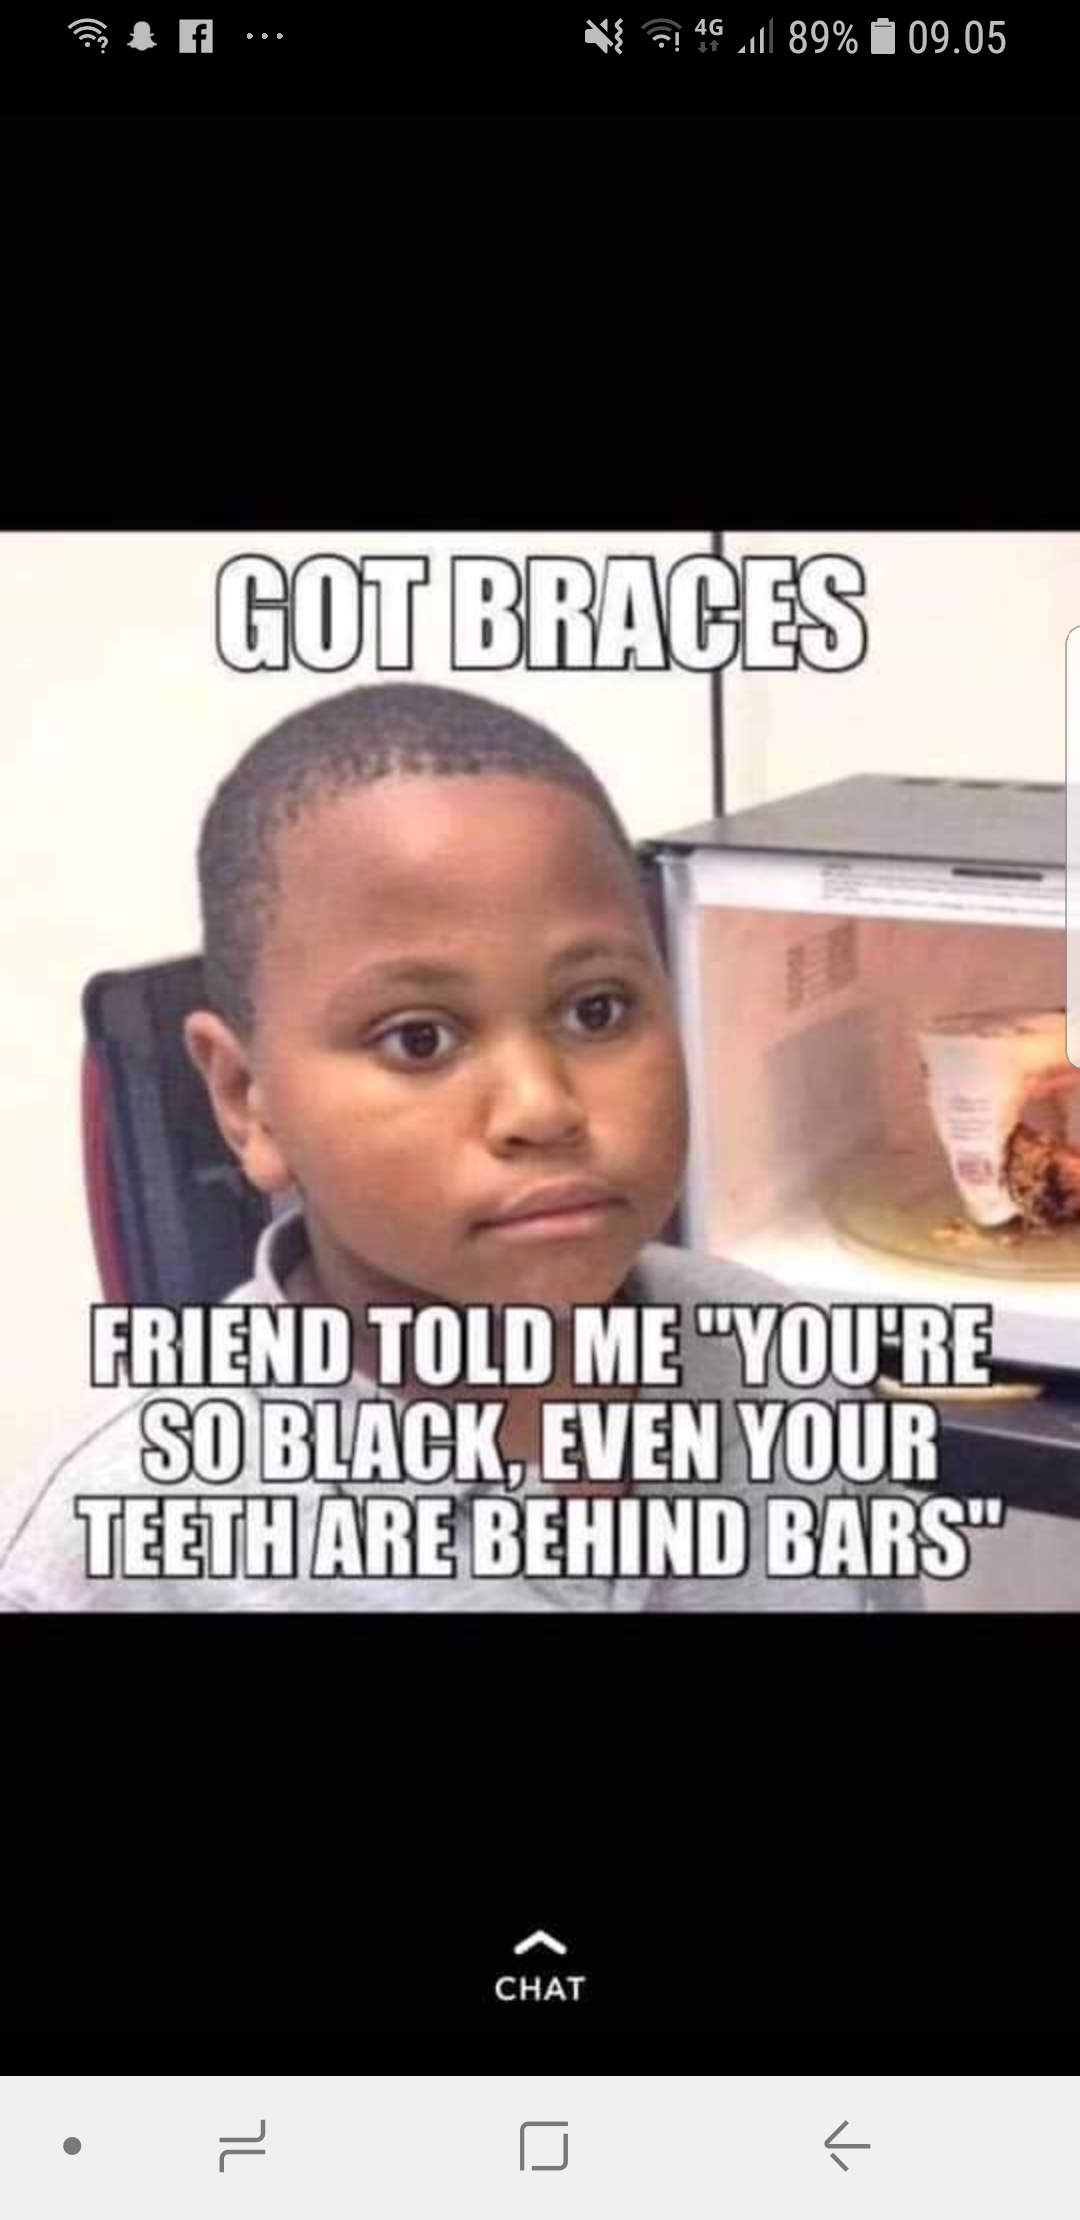 4G 89% 09.05
GOT BRACES
FRIEND TOLD ME "YOU'RE
SO BLACK, EVEN YOUR
TEETH ARE BEHIND BARS"
CHAT